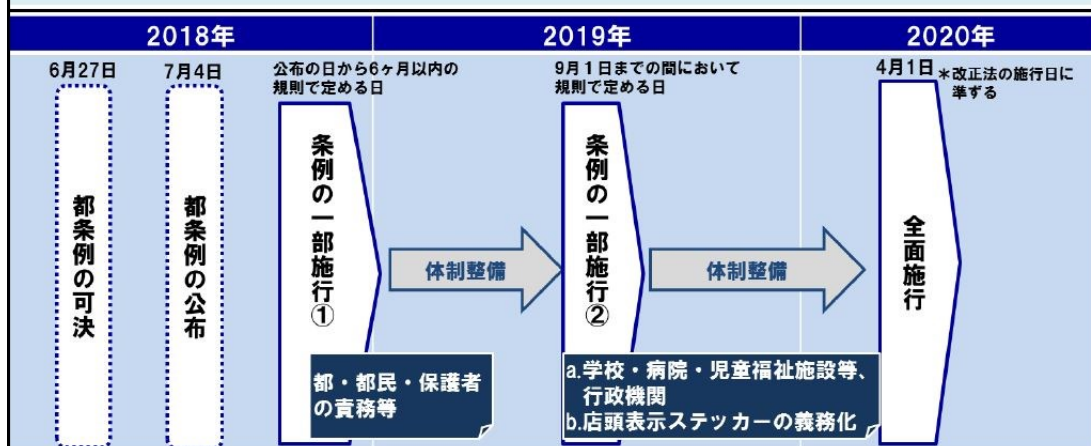 2018年
2019年
2020年
6月27日
7月4日
公布の日から6ヶ月以内の
規則で定める日
9月1日までの間において
規則で定める日
4月1日
＊改正法の施行日に
準ずる
都条例の可決
都条例の公布
条例の一部施行①
体制整備
条例の一部施行②
体制整備
全面施行
都・都民・保護者
の責務等
a.学校・病院・児童福祉施設等、
行政機関
b.店頭表示ステッカーの義務化